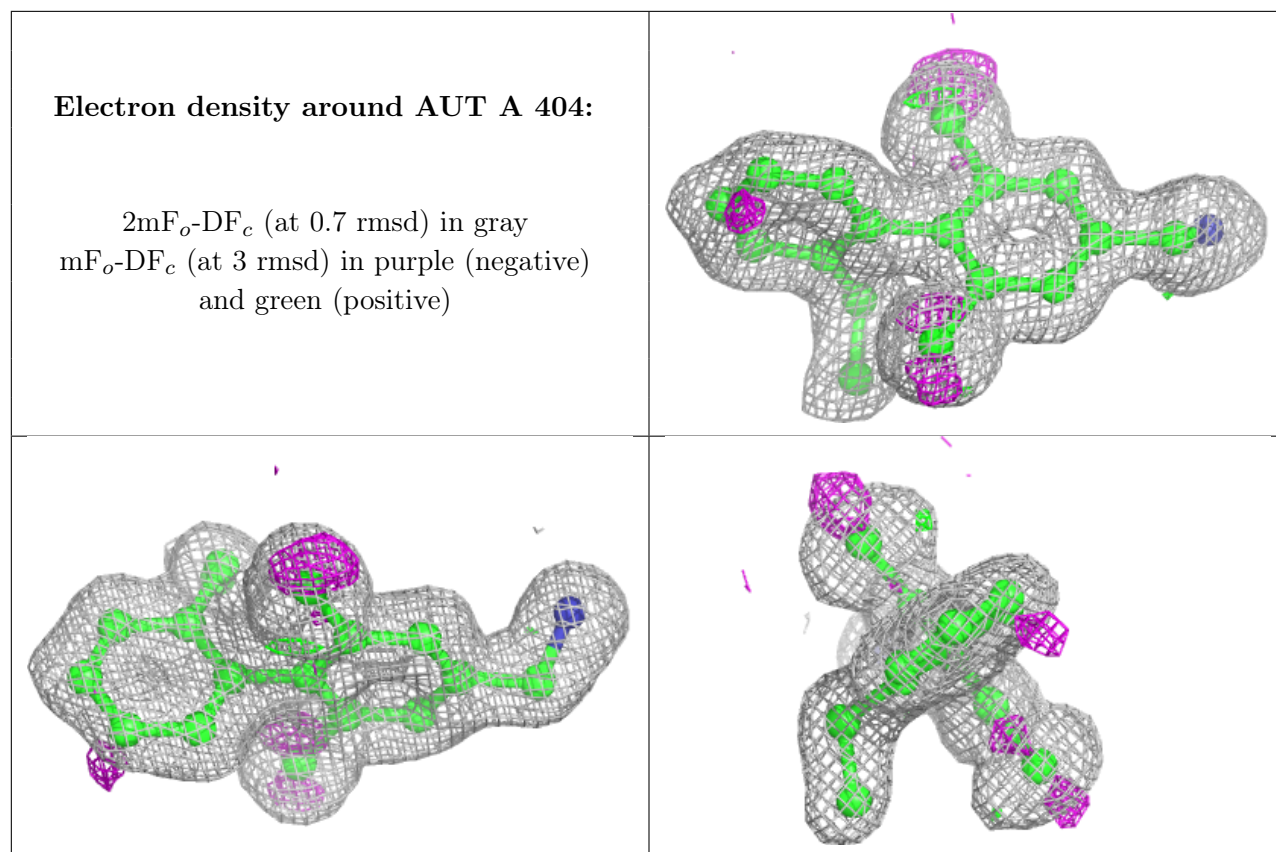 Electron density around AUT A 404:
2mFo-DFc (at 0.7 rmsd) in gray
mFo-DFc (at 3 rmsd) in purple (negative)
and green (positive)